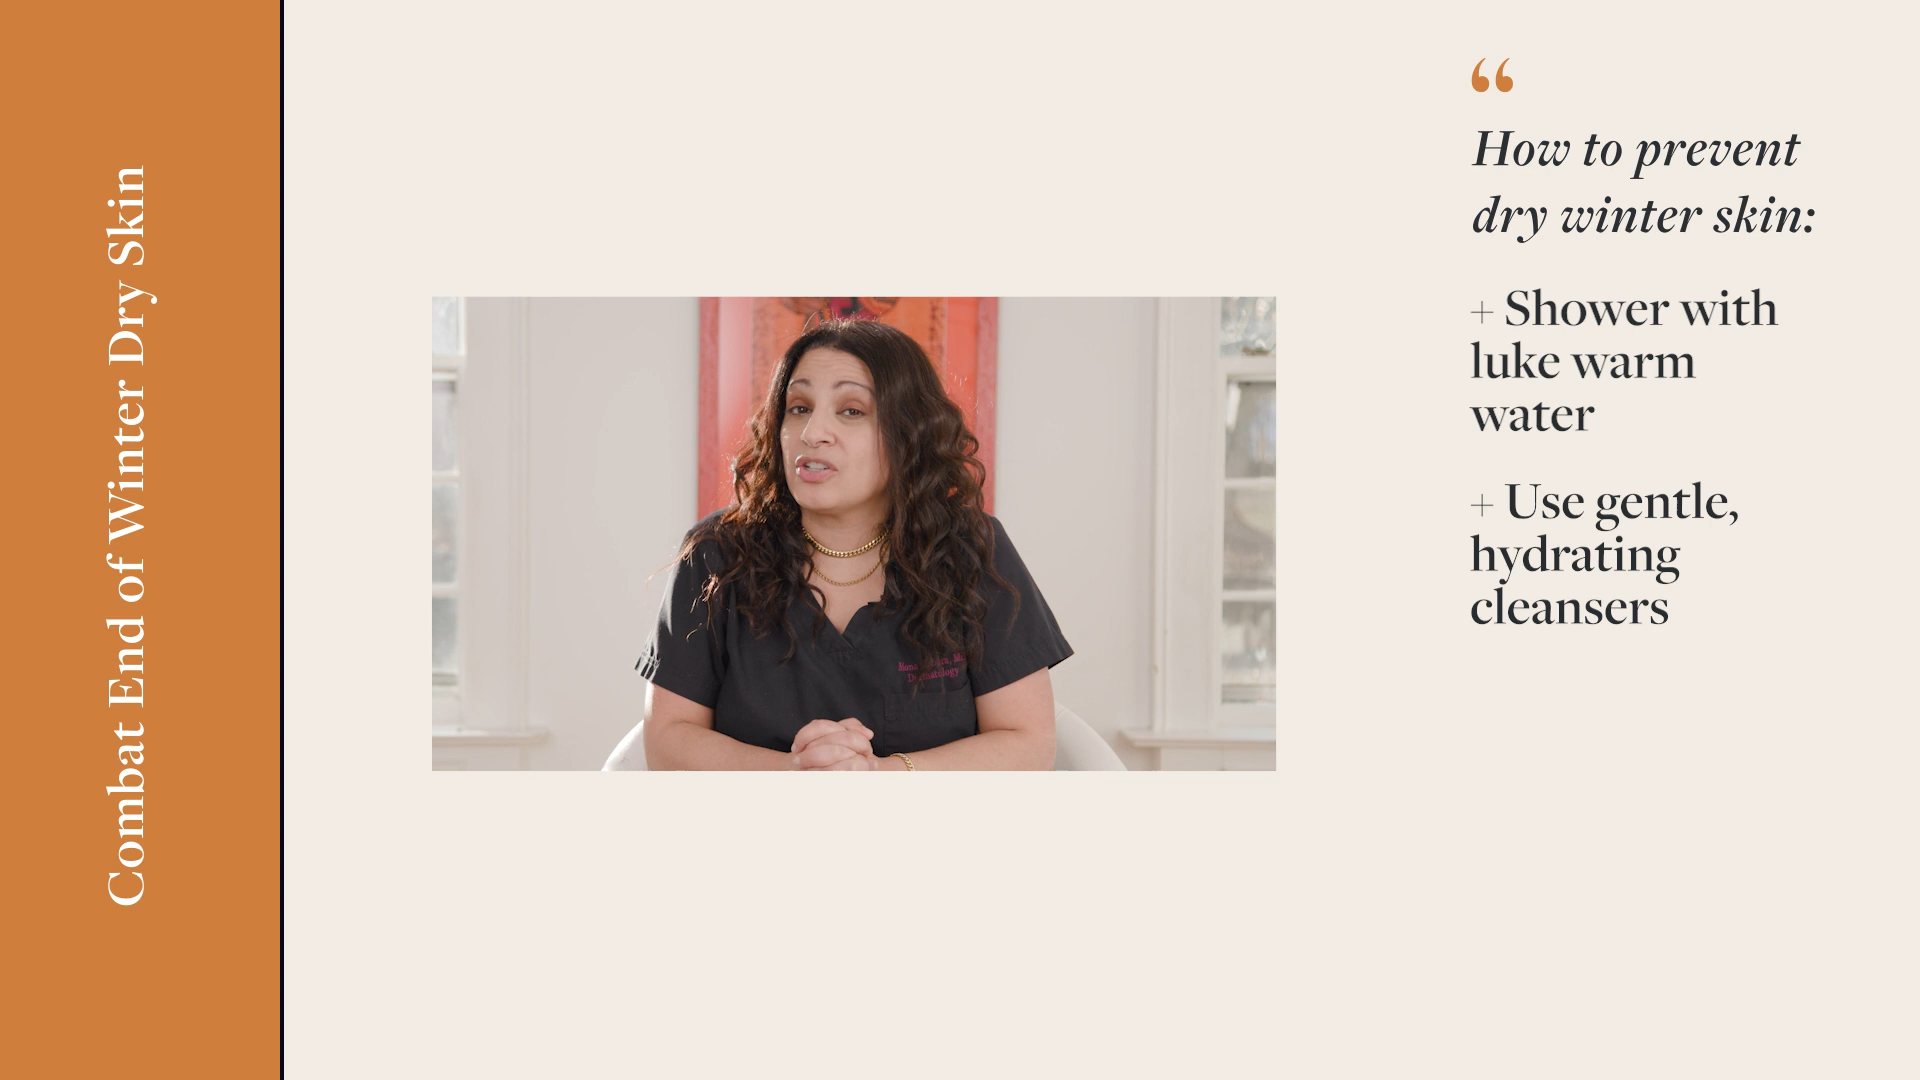 Combat End of Winter Dry Skin
“
How to prevent
dry winter skin:
+ Shower with
luke warm
water
+ Use gentle,
hydrating
cleansers